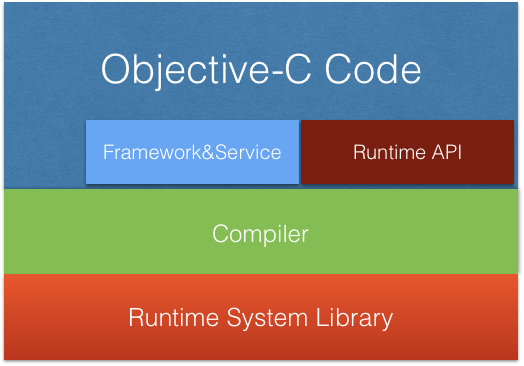 Objective-C Code
Framework&Service
Runtime API
Compiler
Runtime System Library